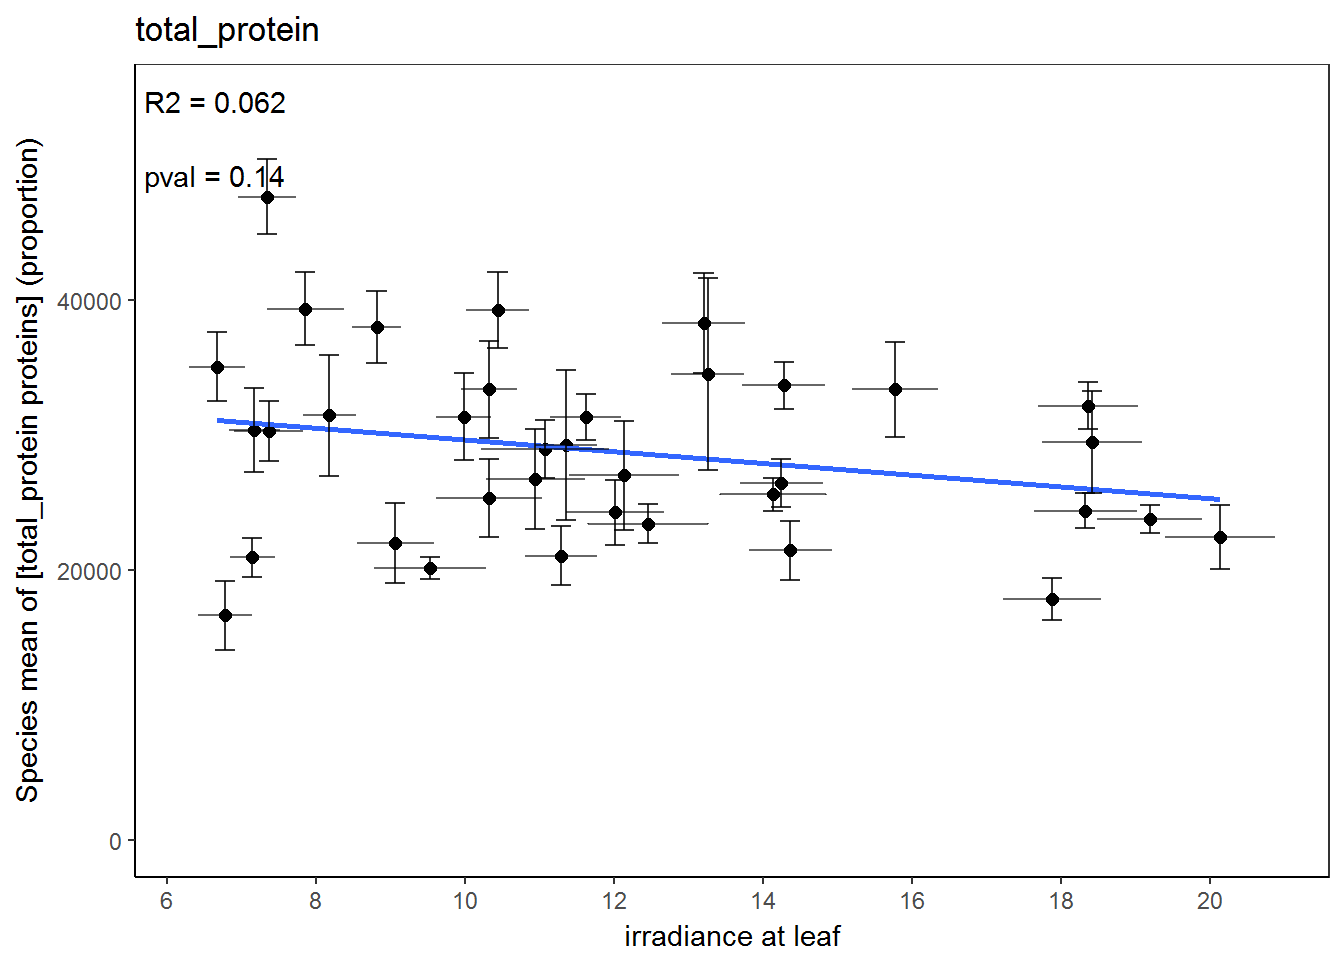 total_protein
R2 = 0.062
pval = 0.14
Species mean of [total_protein proteins] (proportion)
40000
20000
0
6 8 10 12 14 16 18 20
irradiance at leaf